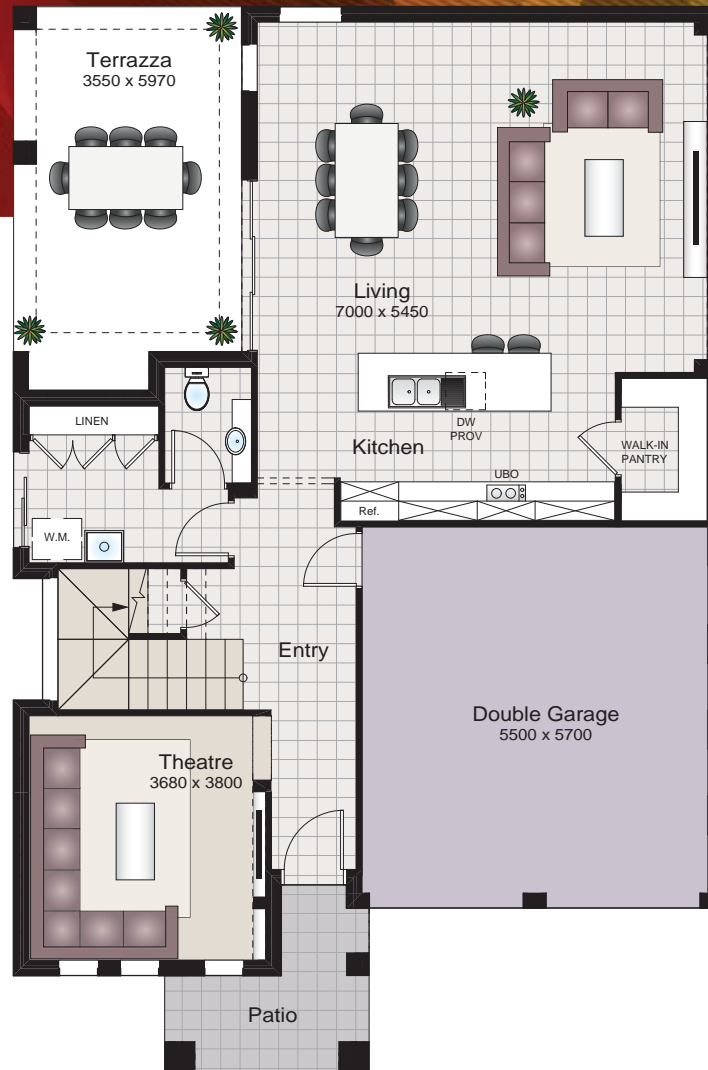 Terrazza
3550 x 5970
Living
7000 x 5450
DW
PROV
LINEN
Kitchen
WALK-IN
PANTRY
UBO
Ref.
W.M.
Entry
Double Garage
5500 x 5700
Theatre
3680 x 3800
Patio